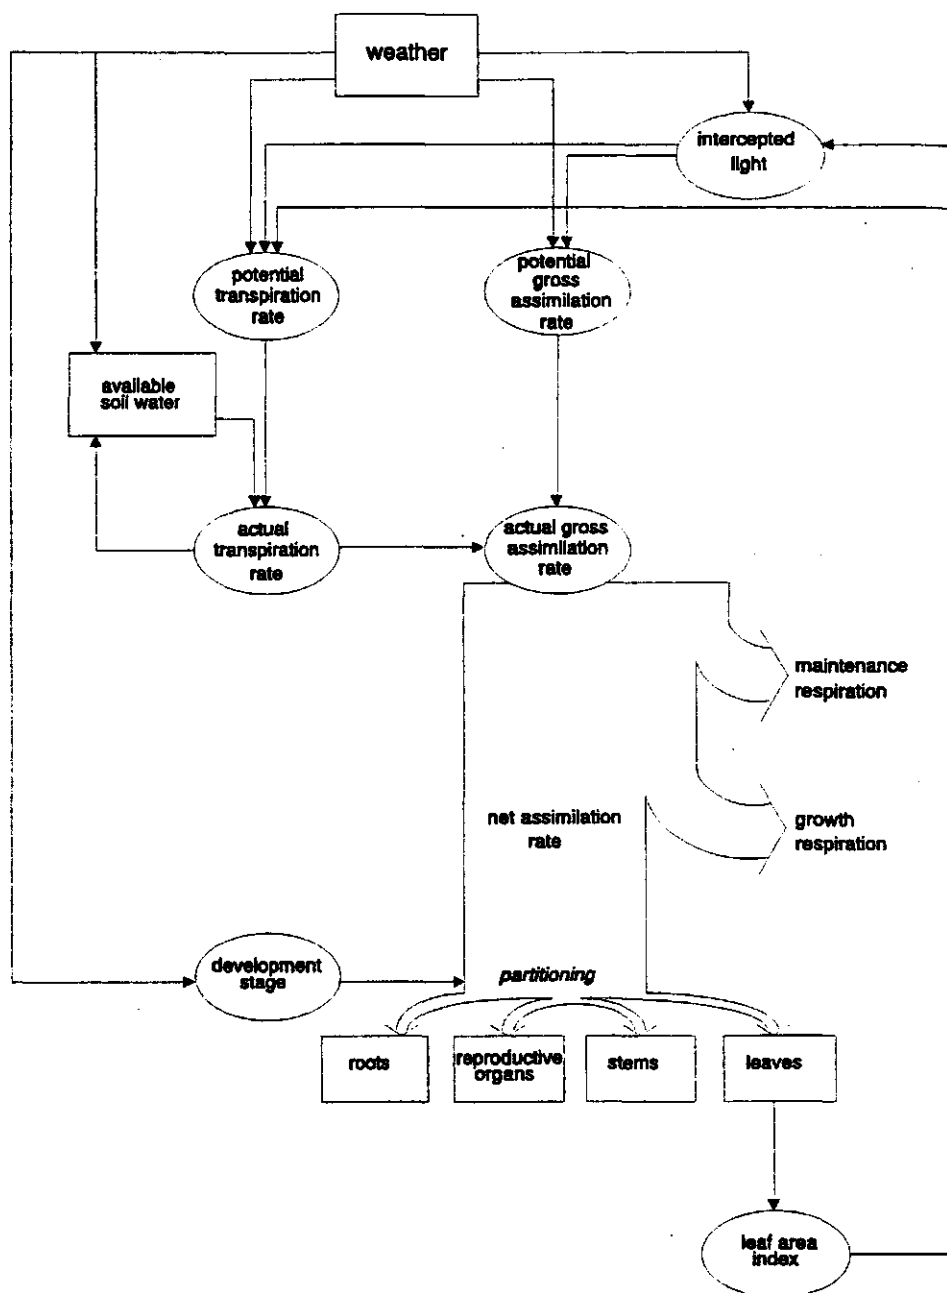 weather
intercepted
light
potential
transpiration
rate
potential
gross
assimilation
rate
available
soil water
actual
transpiration
rate
actual gross
assimilation
rate
maintenance
respiration
net assimilation
rate
growth
respiration
development
stage
partitioning
roots
reproductive
organs
stems
leaves
leaf area
index